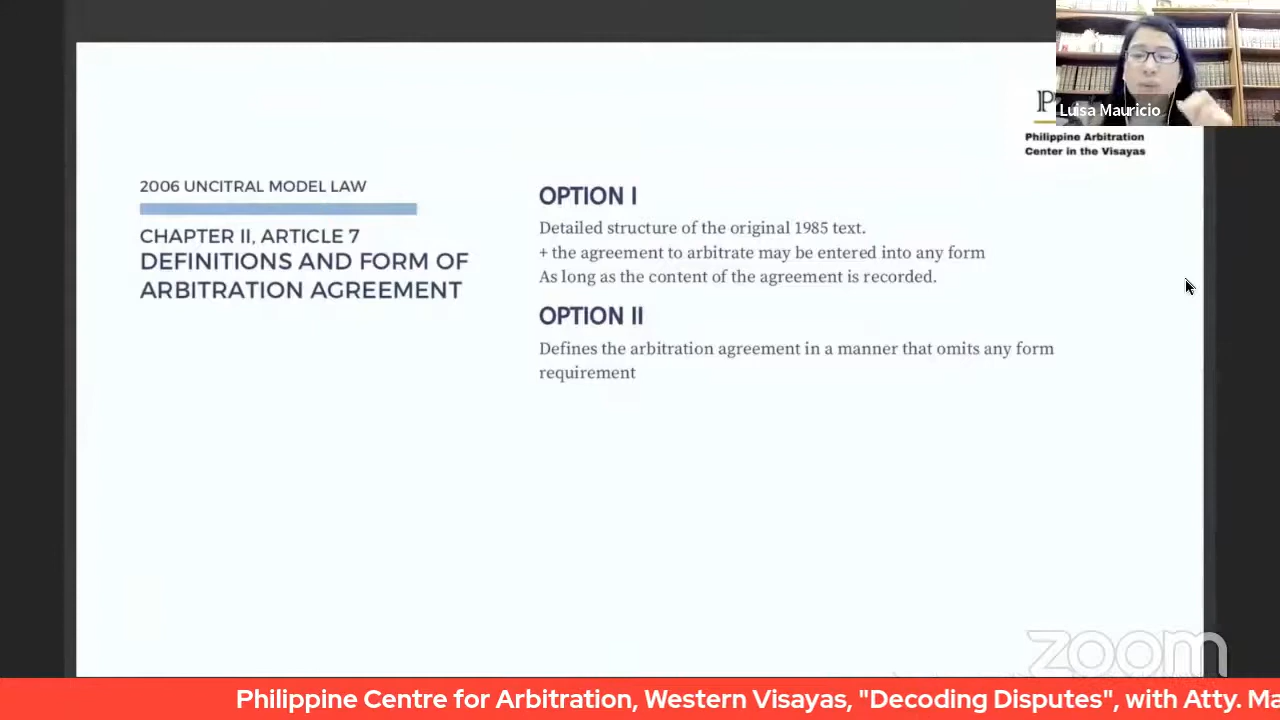 Luisa Mauricio
Philippine Arbitration
Center in the Visayas
2006 UNCITRAL MODEL LAW
CHAPTER II, ARTICLE 7
DEFINITIONS AND FORM OF
ARBITRATION AGREEMENT
OPTION I
Detailed structure of the original 1985 text.
+ the agreement to arbitrate may be entered into any form
As long as the content of the agreement is recorded.
OPTION II
Defines the arbitration agreement in a manner that omits any form
requirement
zoom
Philippine Centre for Arbitration, Western Visayas, "Decoding Disputes", with Atty. Ma